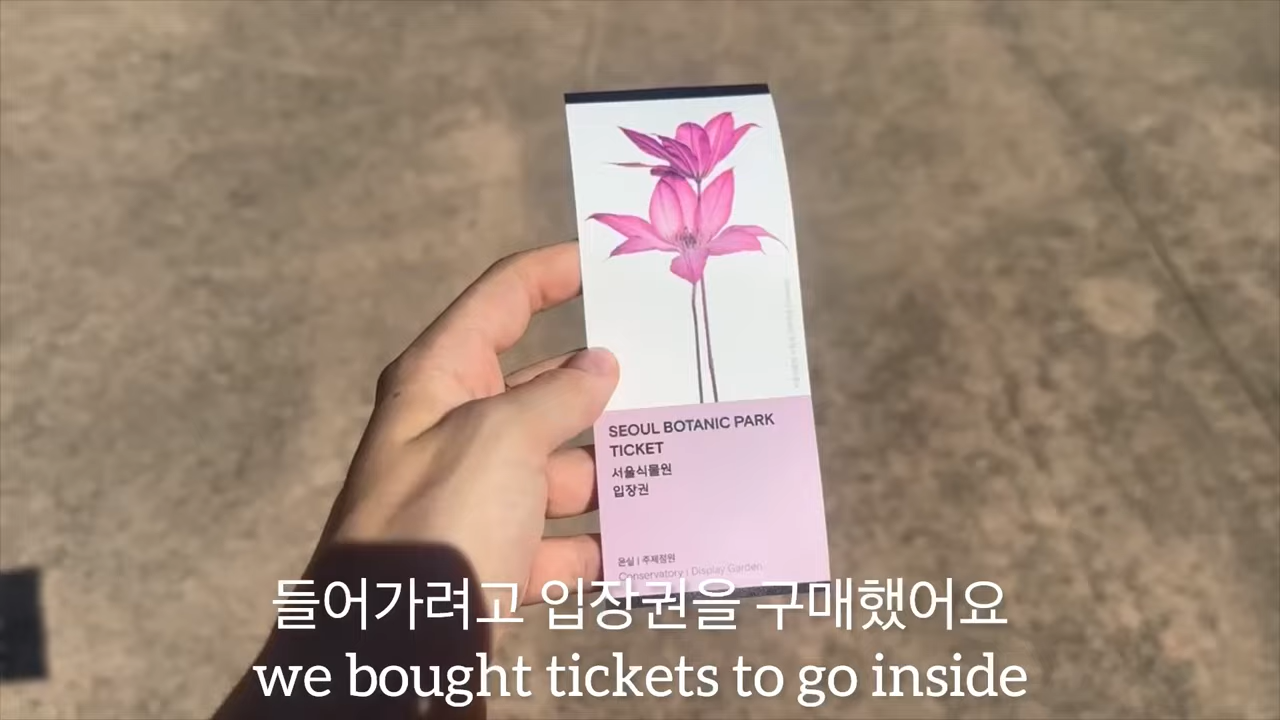 SEOUL BOTANIC PARK
TICKET
서울식물원
입장권
온실 | 주제정원
Conservatory | Display Garden
들어가려고 입장권을 구매했어요
we bought tickets to go inside